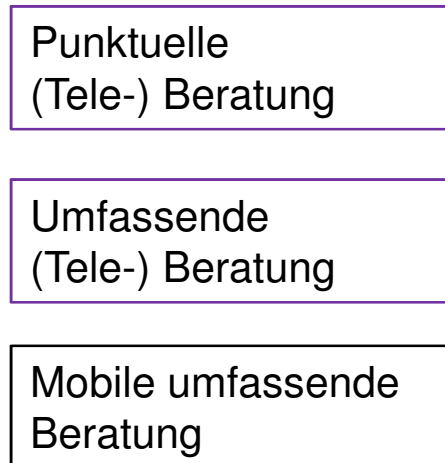 Punktuelle
(Tele-) Beratung
Umfassende
(Tele-) Beratung
Mobile umfassende
Beratung